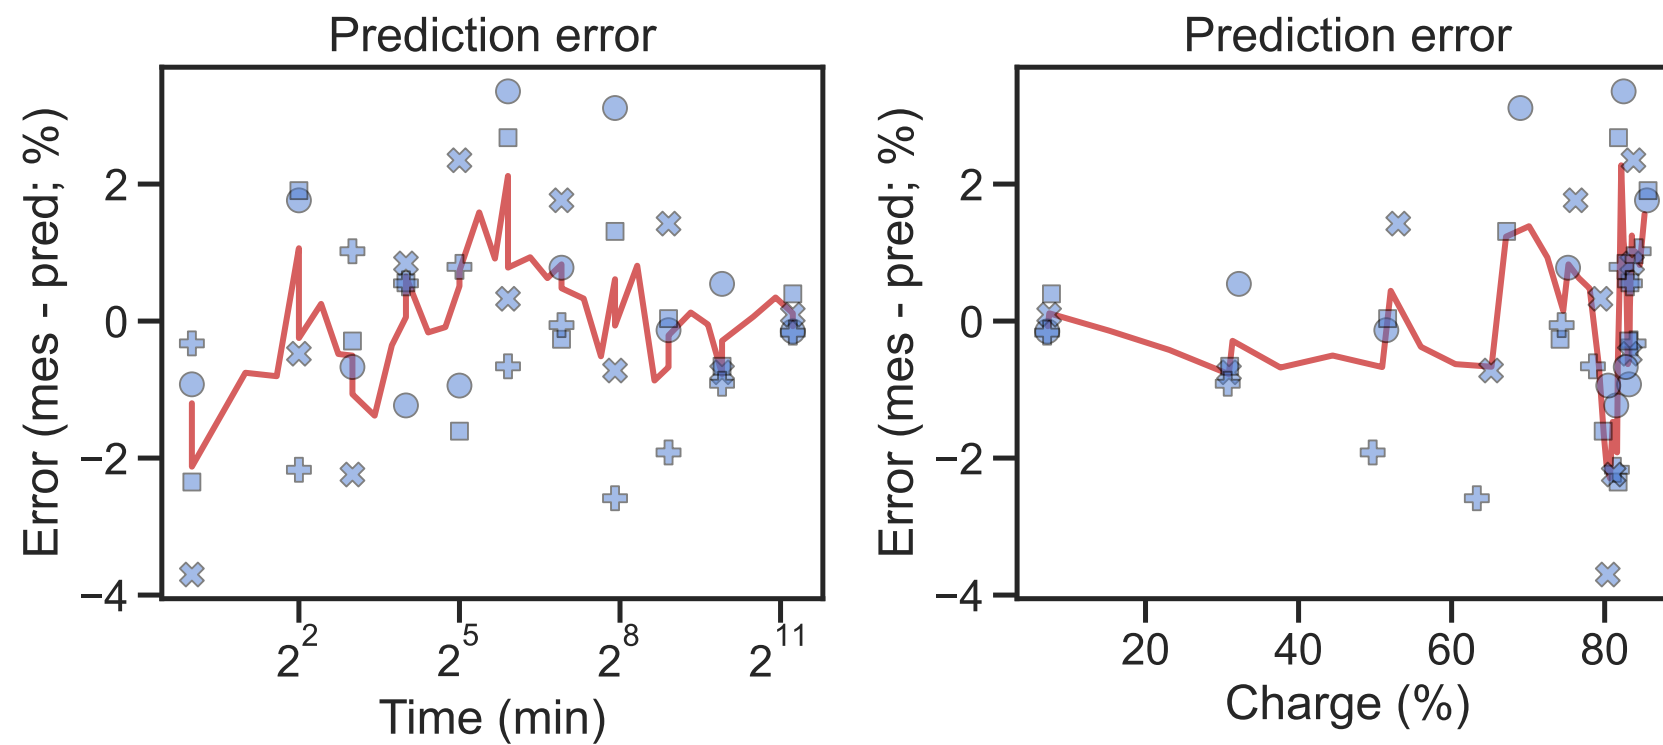 Prediction error
Error (mes - pred; %)
2
0
−2
−4
2^2
2^5
2^8
2^11
Time (min)
Prediction error
Error (mes - pred; %)
2
0
−2
−4
20
40
60
80
Charge (%)